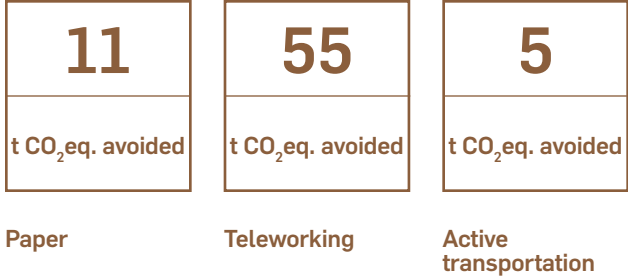 11
t CO₂eq. avoided
Paper
55
t CO₂eq. avoided
Teleworking
5
t CO₂eq. avoided
Active
transportation